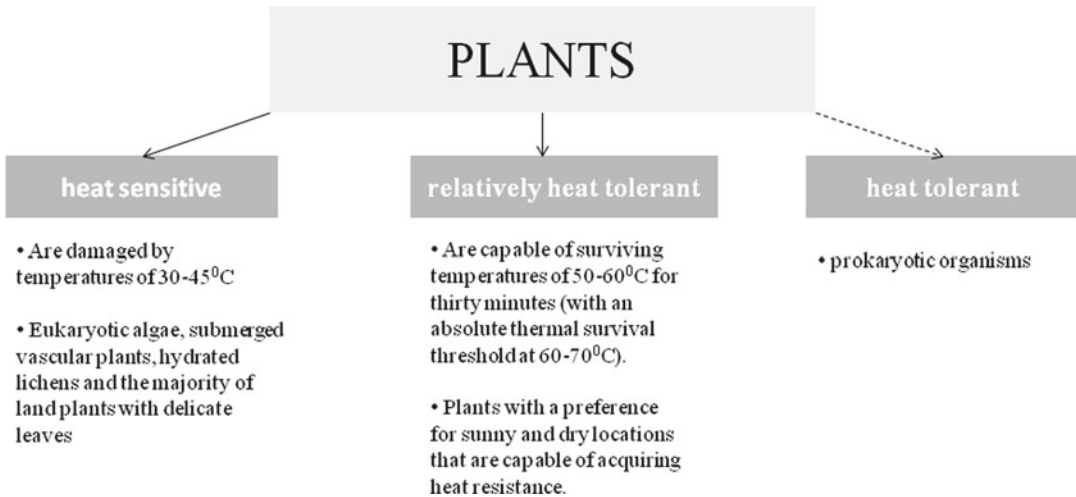 PLANTS
heat sensitive
• Are damaged by
temperatures of 30-45⁰C
• Eukaryotic algae, submerged
vascular plants, hydrated
lichens and the majority of
land plants with delicate
leaves
relatively heat tolerant
• Are capable of surviving
temperatures of 50-60⁰C for
thirty minutes (with an
absolute thermal survival
threshold at 60-70⁰C).
• Plants with a preference
for sunny and dry locations
that are capable of acquiring
heat resistance.
heat tolerant
• prokaryotic organisms